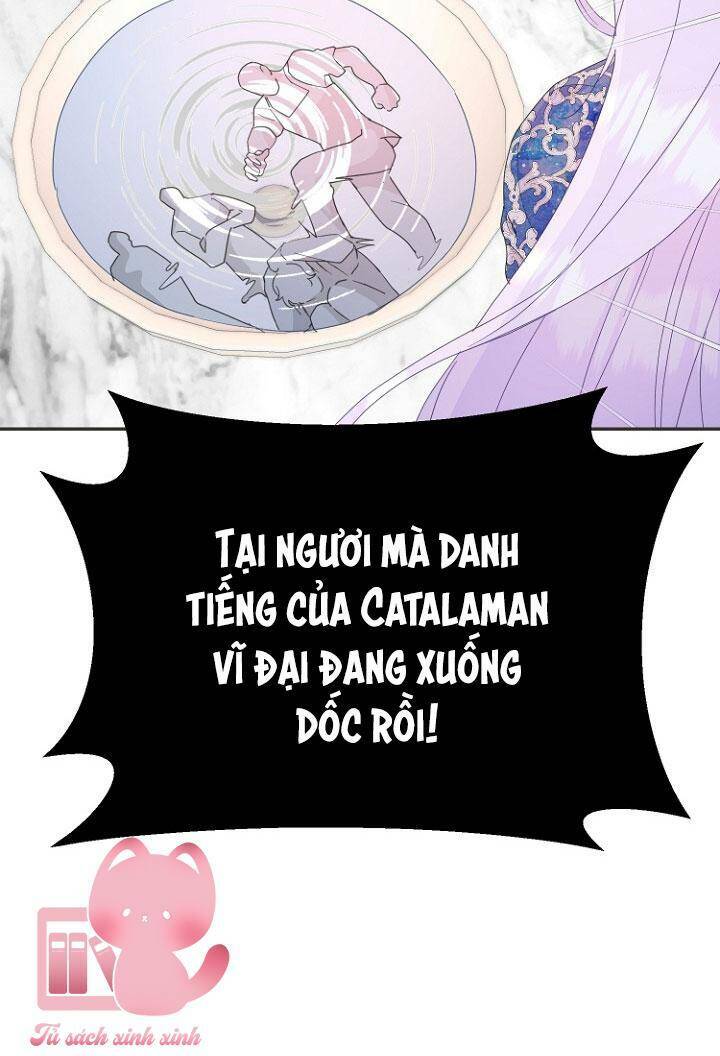 TẠI NGƯƠI MÀ DANH
TIẾNG CỦA CATALAMAN
VĨ ĐẠI ĐANG XUỐNG
DỐC RỒI!
Tủ sách xinh xinh